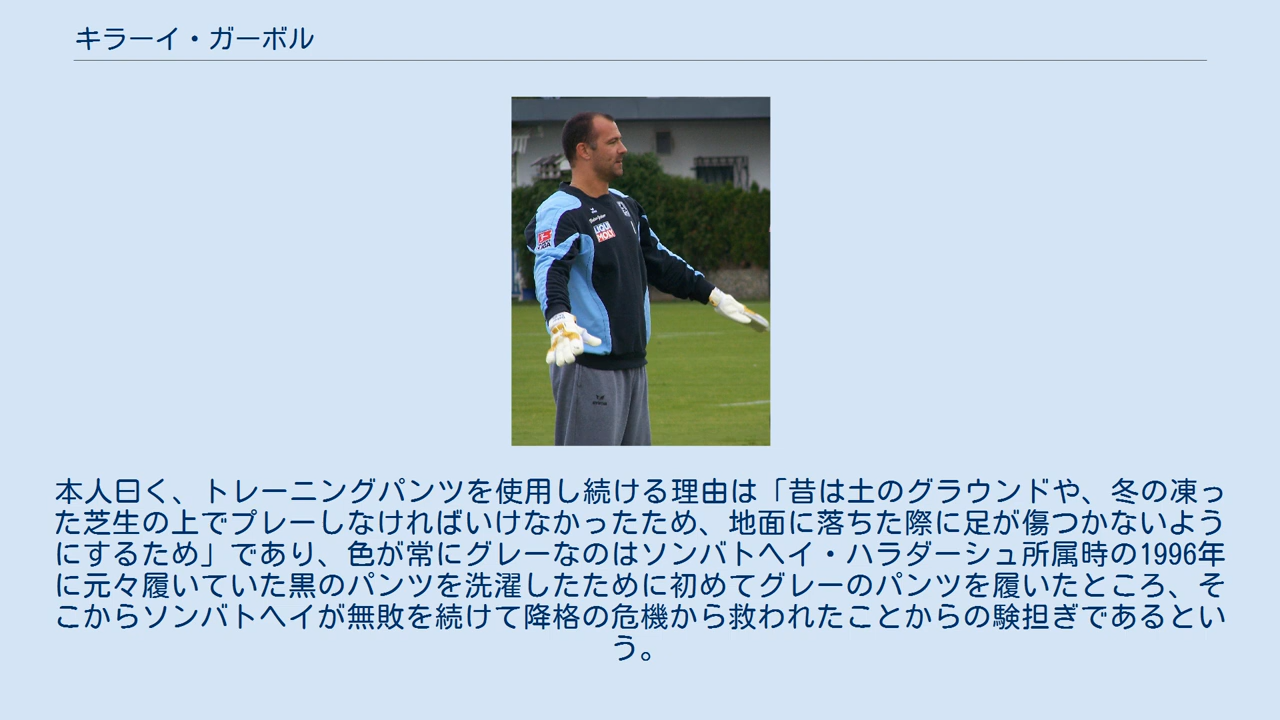 キラーイ・ガーボル
LIQUI
MOLY
本人曰く、トレーニングパンツを使用し続ける理由は「昔は土のグラウンドや、冬の凍っ
た芝生の上でプレーしなければいけなかったため、地面に落ちた際に足が傷つかないよう
にするため」であり、色が常にグレーなのはソンバトヘイ・ハラダーシュ所属時の1996年
に元々履いていた黒のパンツを洗濯したために初めてグレーのパンツを履いたところ、そ
こからソンバトヘイが無敗を続けて降格の危機から救われたことからの験担ぎであるとい
う。